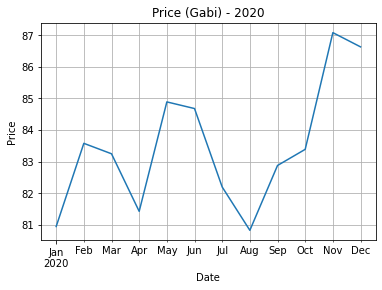 Price (Gabi) - 2020
87
86
85
84
83
82
81
Price
Jan Feb Mar Apr May Jun Jul Aug Sep Oct Nov Dec
2020
Date